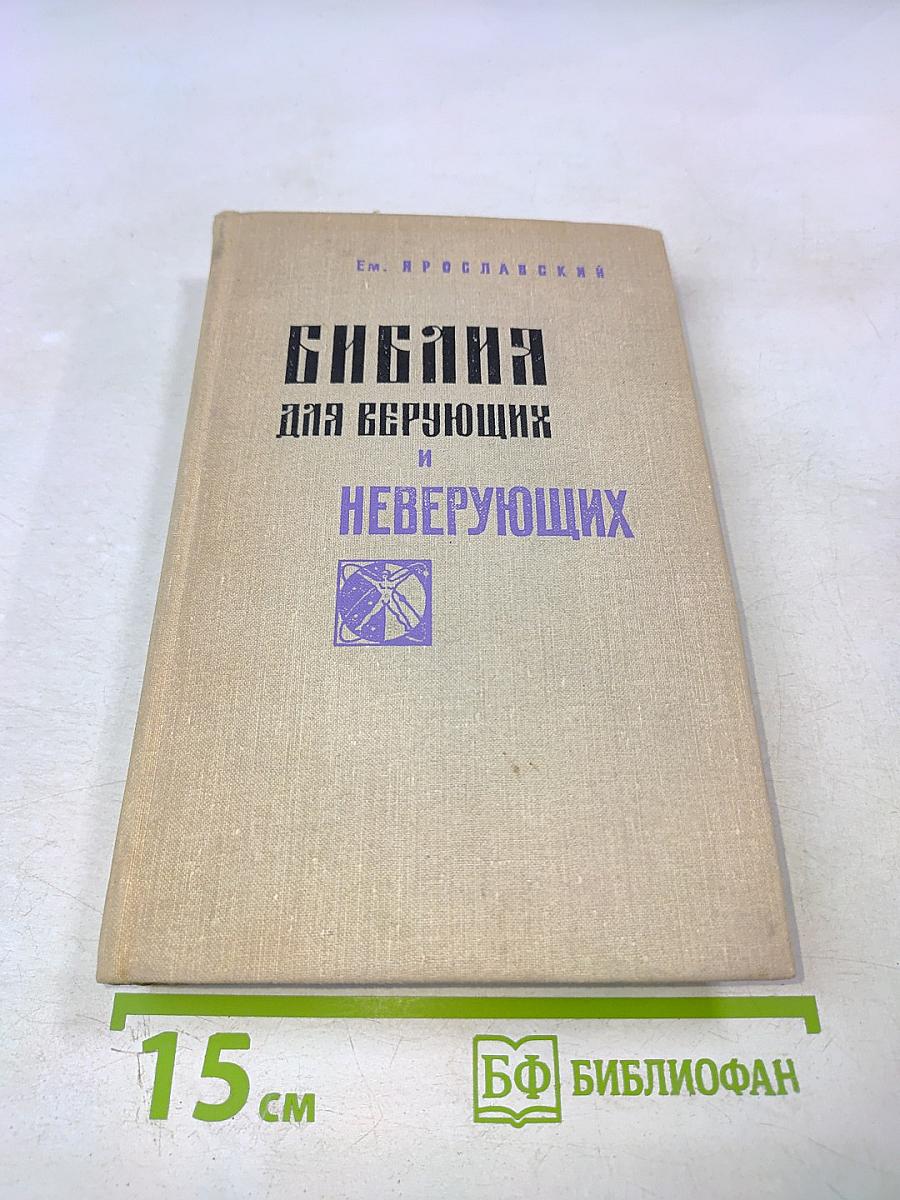 Ем. ЯРОСЛАВСКИЙ
БИБЛИЯ
ДЛЯ ВЕРУЮЩИХ
И
НЕВЕРУЮЩИХ
15 см
БФ БИБЛИОФАН